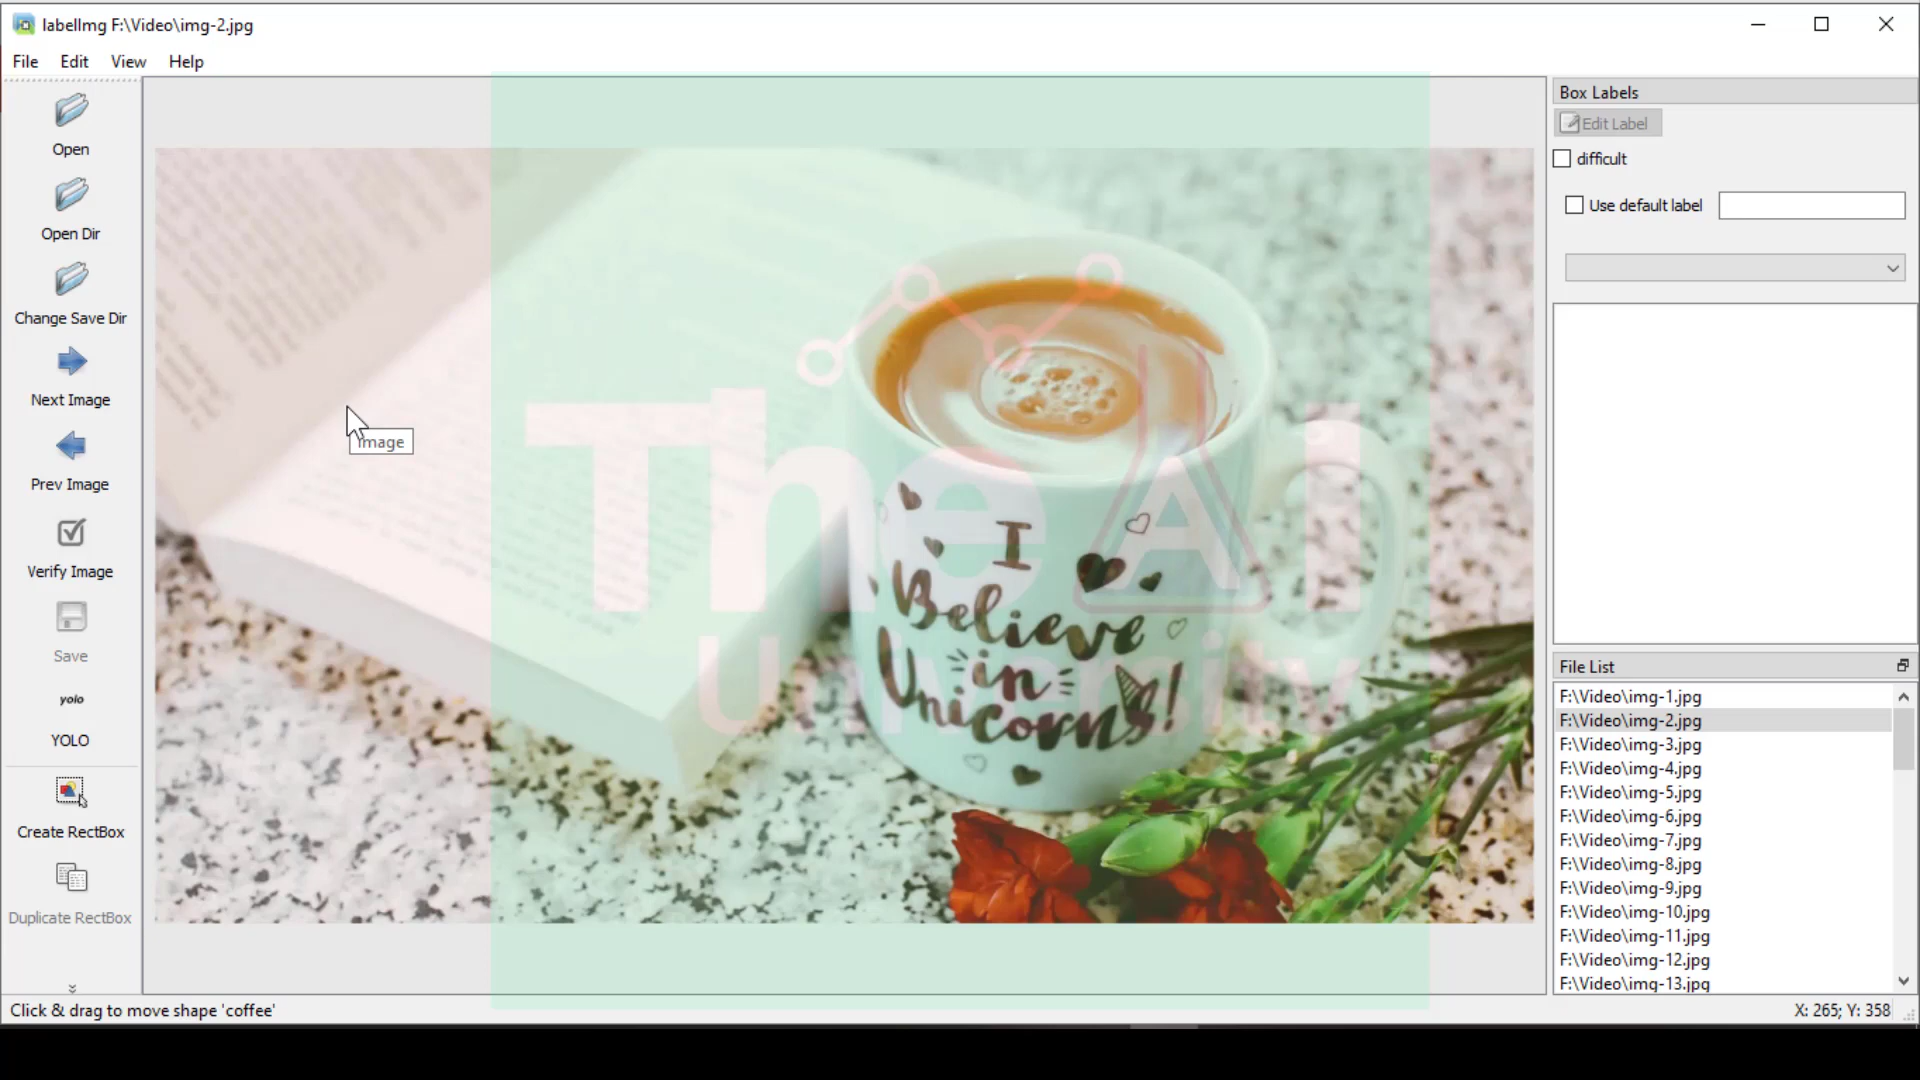 labelImg F:\Video\img-2.jpg
File Edit View Help
Open
Open Dir
Change Save Dir
Next Image
Prev Image
Verify Image
Save
yolo
YOLO
Create RectBox
Duplicate RectBox
Image
The AI
University
I
Believe
in
Unicorns!
Box Labels
Edit Label
difficult
Use default label
File List
F:\Video\img-1.jpg
F:\Video\img-2.jpg
F:\Video\img-3.jpg
F:\Video\img-4.jpg
F:\Video\img-5.jpg
F:\Video\img-6.jpg
F:\Video\img-7.jpg
F:\Video\img-8.jpg
F:\Video\img-9.jpg
F:\Video\img-10.jpg
F:\Video\img-11.jpg
F:\Video\img-12.jpg
F:\Video\img-13.jpg
Click & drag to move shape 'coffee'
X: 265; Y: 358